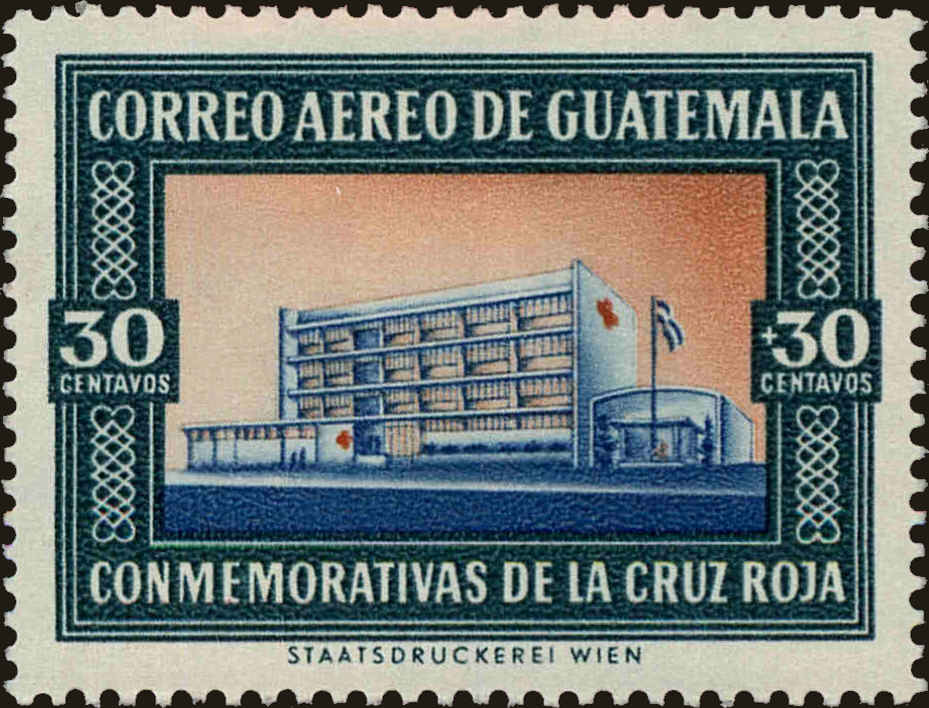 CORREO AEREO DE GUATEMALA
30
CENTAVOS
+30
CENTAVOS
CONMEMORATIVAS DE LA CRUZ ROJA
STAATSDRUCKEREI WIEN